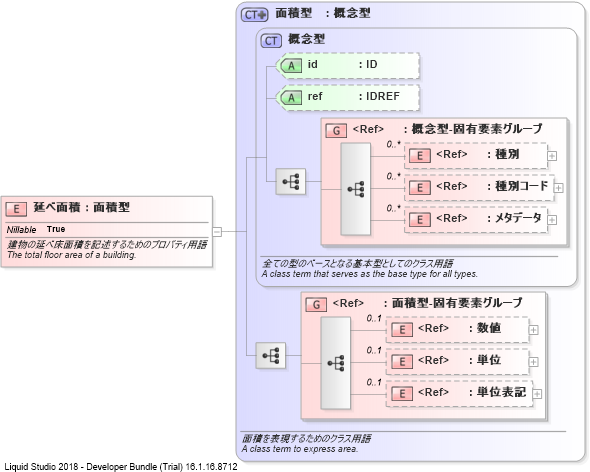 CT 面積型 : 概念型
CT 概念型
A id : ID
A ref : IDREF
G <Ref> : 概念型-固有要素グループ
0..*
E <Ref> : 種別
0..*
E <Ref> : 種別コード
0..*
E <Ref> : メタデータ
E 延べ面積 : 面積型
Nillable True
建物の延べ床面積を記述するためのプロパティ用語
The total floor area of a building.
全ての型のベースとなる基本型としてのクラス用語
A class term that serves as the base type for all types.
G <Ref> : 面積型-固有要素グループ
0..1
E <Ref> : 数値
0..1
E <Ref> : 単位
0..1
E <Ref> : 単位表記
面積を表現するためのクラス用語
A class term to express area.
Liquid Studio 2018 - Developer Bundle (Trial) 16.1.16.8712